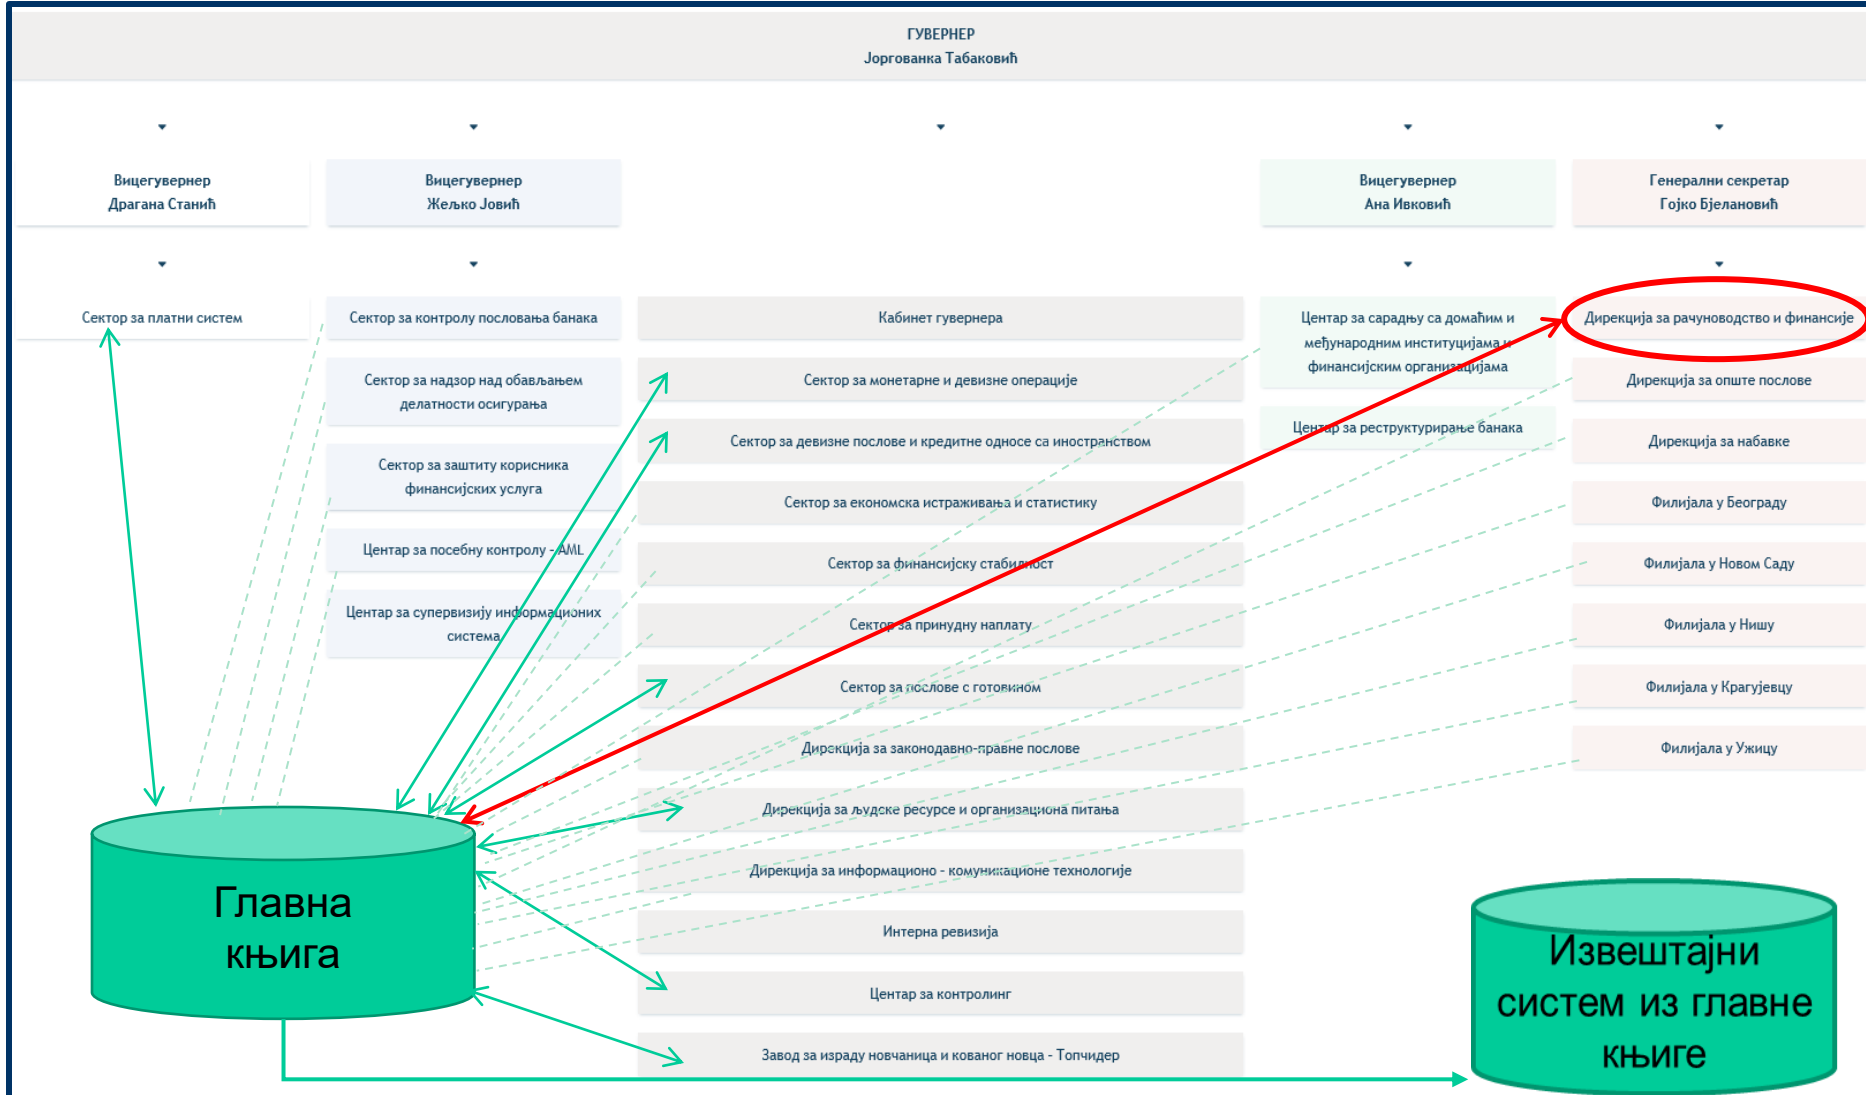 ГУВЕРНЕР
Јоргованка Табаковић
Вицегувернер
Драгана Станић
Вицегувернер
Жељко Јовић
Вицегувернер
Ана Ивковић
Генерални секретар
Гојко Бјелановић
Сектор за платни систем
Сектор за контролу пословања банака
Сектор за надзор над обављањем
делатности осигурања
Сектор за заштиту корисника
финансијских услуга
Центар за посебну контролу - AML
Центар за супервизију информационих
система
Кабинет гувернера
Сектор за монетарне и девизне операције
Сектор за девизне послове и кредитне односе са иностранством
Сектор за економска истраживања и статистику
Сектор за финансијску стабилност
Сектор за принудну наплату
Сектор за послове с готовином
Дирекција за законодавно-правне послове
Дирекција за људске ресурсе и организациона питања
Дирекција за информационо - комуникационе технологије
Интерна ревизија
Центар за контролинг
Завод за израду новчаница и кованог новца - Топчидер
Центар за сарадњу са домаћим и
међународним институцијама и
финансијским организацијама
Центар за реструктурирање банака
Дирекција за рачуноводство и финансије
Дирекција за опште послове
Дирекција за набавке
Филијала у Београду
Филијала у Новом Саду
Филијала у Нишу
Филијала у Крагујевцу
Филијала у Ужицу
Главна
књига
Извештајни
систем из главне
књиге